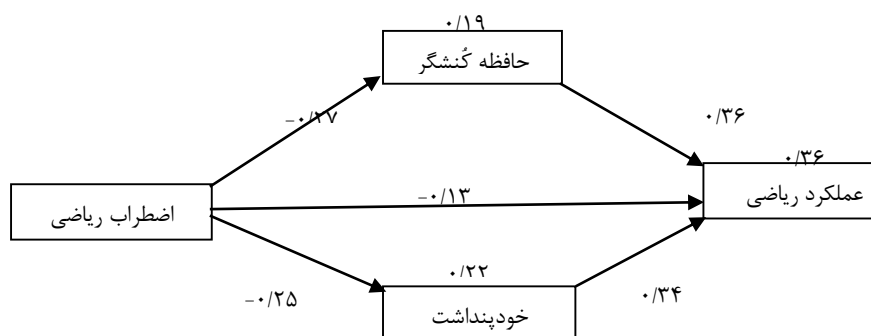 ۰/۱۹
حافظه کُنشگر
-۰/۲۷
۰/۳۶
۰/۳۶
عملکرد ریاضی
-۰/۱۳
اضطراب ریاضی
۰/۲۲
-۰/۲۵
۰/۳۴
خودپنداشت